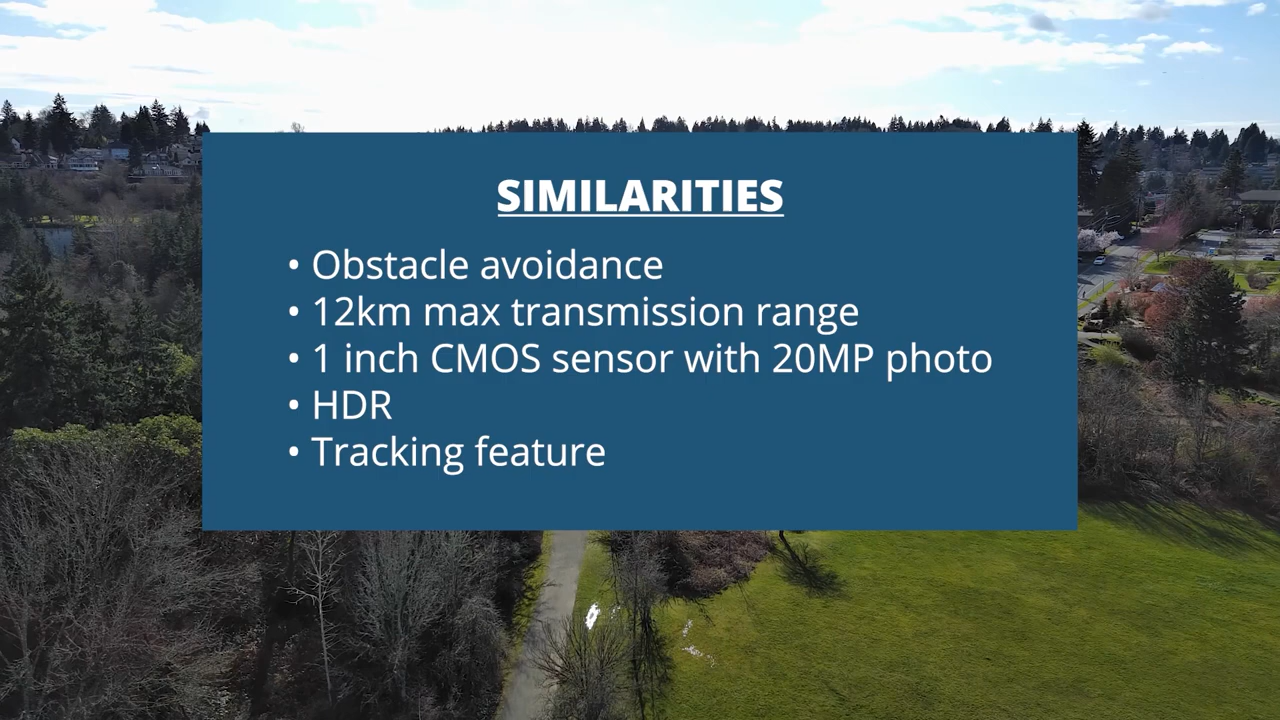 SIMILARITIES
• Obstacle avoidance
• 12km max transmission range
• 1 inch CMOS sensor with 20MP photo
• HDR
• Tracking feature